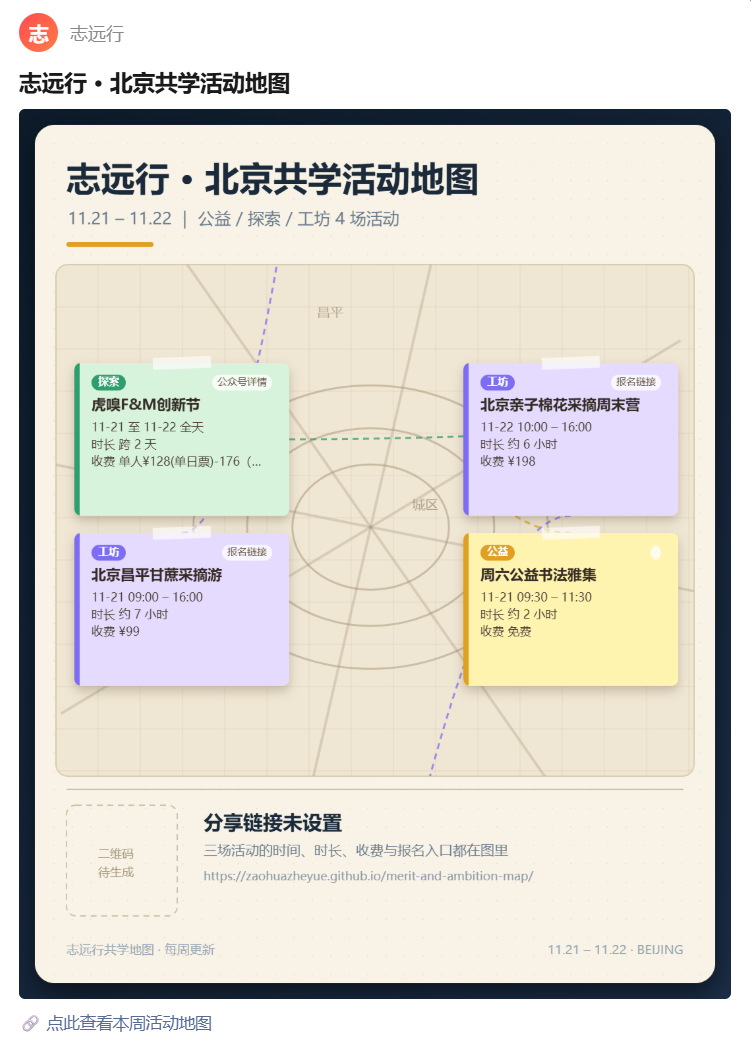 志
志远行
志远行·北京共学活动地图
志远行·北京共学活动地图
11.21 – 11.22 | 公益 / 探索 / 工坊 4 场活动
昌平
城区
探索
公众号详情
虎嗅F&M创新节
11-21 至 11-22 全天
时长 跨 2 天
收费 单人¥128(单日票)-176（...
工坊
报名链接
北京亲子棉花采摘周末营
11-22 10:00 – 16:00
时长 约 6 小时
收费 ¥198
工坊
报名链接
北京昌平甘蔗采摘游
11-21 09:00 – 16:00
时长 约 7 小时
收费 ¥99
公益
周六公益书法雅集
11-21 09:30 – 11:30
时长 约 2 小时
收费 免费
二维码
待生成
分享链接未设置
三场活动的时间、时长、收费与报名入口都在图里
https://zaohuazheyue.github.io/merit-and-ambition-map/
志远行共学地图 · 每周更新
11.21 – 11.22 · BEIJING
点此查看本周活动地图